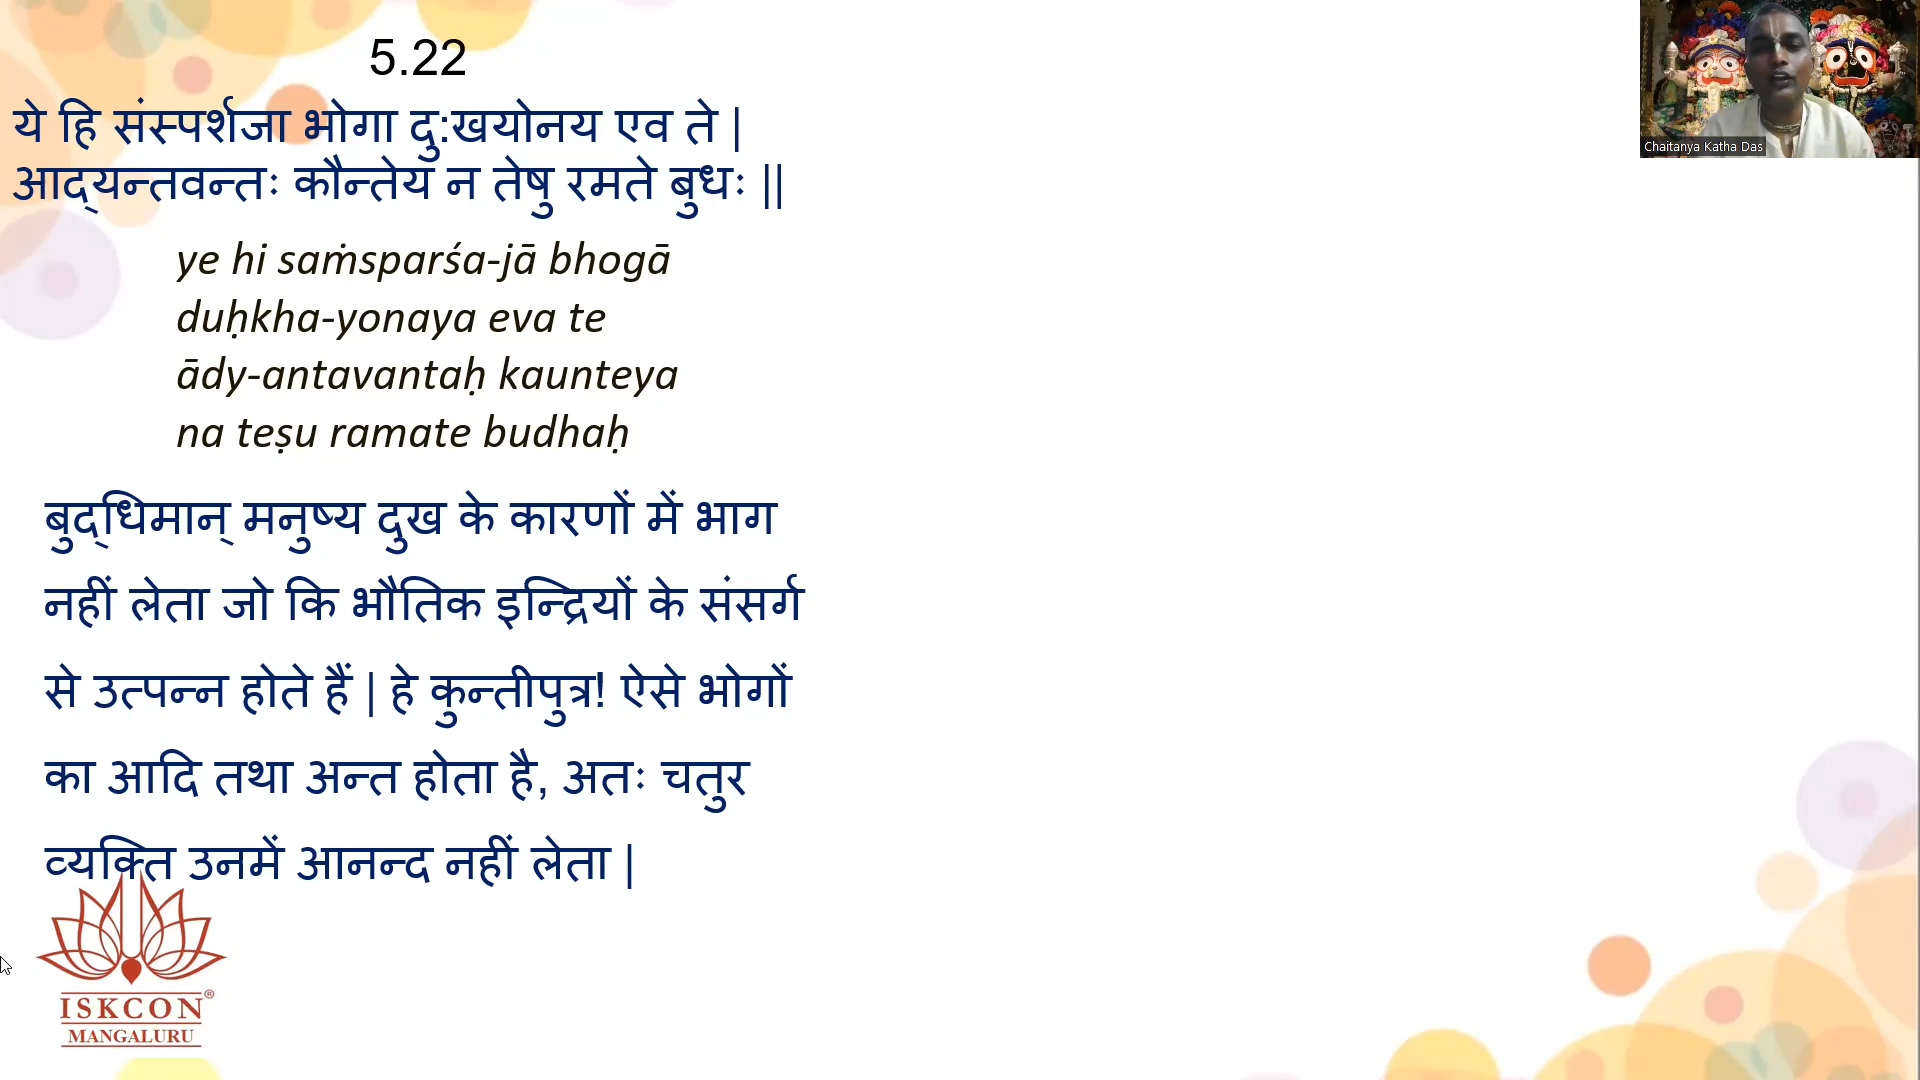 5.22
ये हि संस्पर्शजा भोगा दु:खयोनय एव ते |
आद्यन्तवन्तः कौन्तेय न तेषु रमते बुधः ||
ye hi saṁsparśa-jā bhogā
duḥkha-yonaya eva te
ādy-antavantaḥ kaunteya
na teṣu ramate budhaḥ
बुद्धिमान् मनुष्य दुख के कारणों में भाग
नहीं लेता जो कि भौतिक इन्द्रियों के संसर्ग
से उत्पन्न होते हैं | हे कुन्तीपुत्र! ऐसे भोगों
का आदि तथा अन्त होता है, अतः चतुर
व्यक्ति उनमें आनन्द नहीं लेता |
ISKCON®
MANGALURU
Chaitanya Katha Das